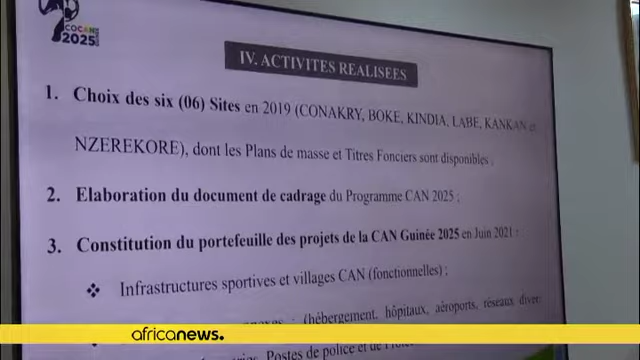 COCAN
2025
IV. ACTIVITES REALISEES
1. Choix des six (06) Sites en 2019 (CONAKRY, BOKE, KINDIA, LABE, KANKAN et
NZEREKORE), dont les Plans de masse et Titres Fonciers sont disponibles ;
2. Elaboration du document de cadrage du Programme CAN 2025 ;
3. Constitution du portefeuille des projets de la CAN Guinée 2025 en Juin 2021 :
❖ Infrastructures sportives et villages CAN (fonctionnelles) ;
: (hébergement, hôpitaux, aéroports, réseaux
Postes de police et de
africanews.